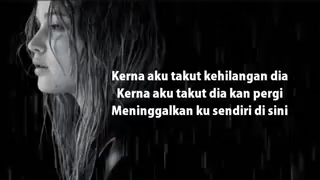 Kerna aku takut kehilangan dia
Kerna aku takut dia kan pergi
Meninggalkan ku sendiri di sini